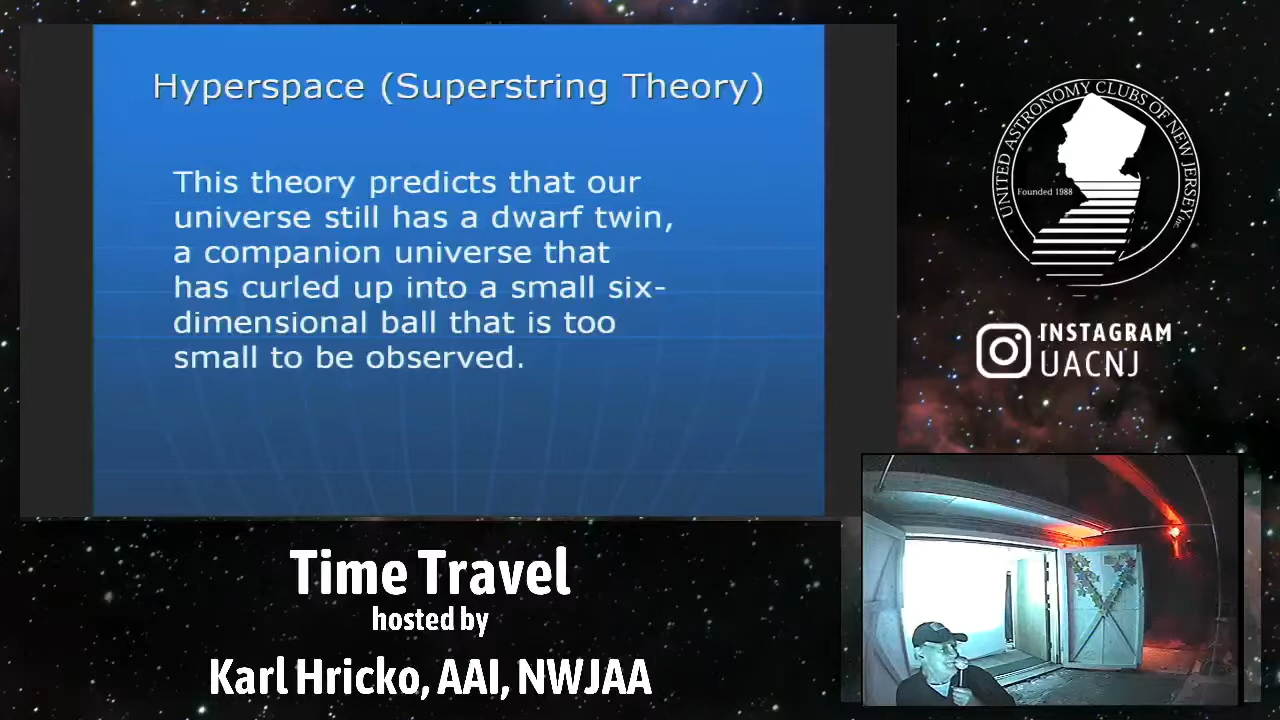 Hyperspace (Superstring Theory)
This theory predicts that our
universe still has a dwarf twin,
a companion universe that
has curled up into a small six-
dimensional ball that is too
small to be observed.
UNITED ASTRONOMY CLUBS OF NEW JERSEY, Inc.
Founded 1988
INSTAGRAM
UACNJ
Time Travel
hosted by
Karl Hricko, AAI, NWJAA